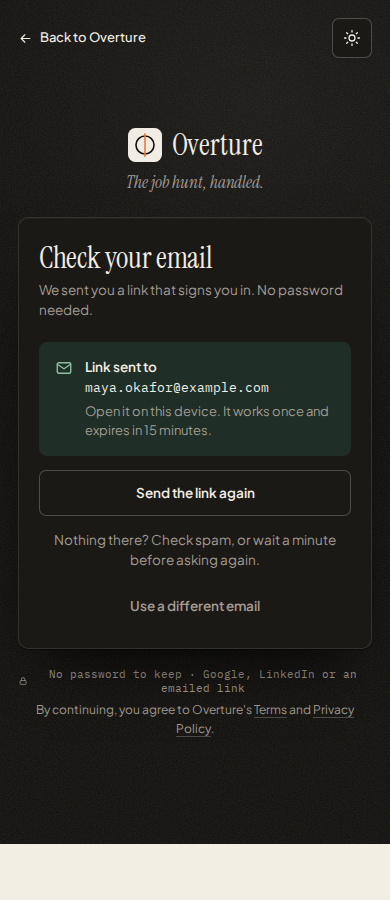 ← Back to Overture
Overture
The job hunt, handled.
Check your email
We sent you a link that signs you in. No password
needed.
Link sent to
maya.okafor@example.com
Open it on this device. It works once and
expires in 15 minutes.
Send the link again
Nothing there? Check spam, or wait a minute
before asking again.
Use a different email
No password to keep · Google, LinkedIn or an
emailed link
By continuing, you agree to Overture's Terms and Privacy
Policy.